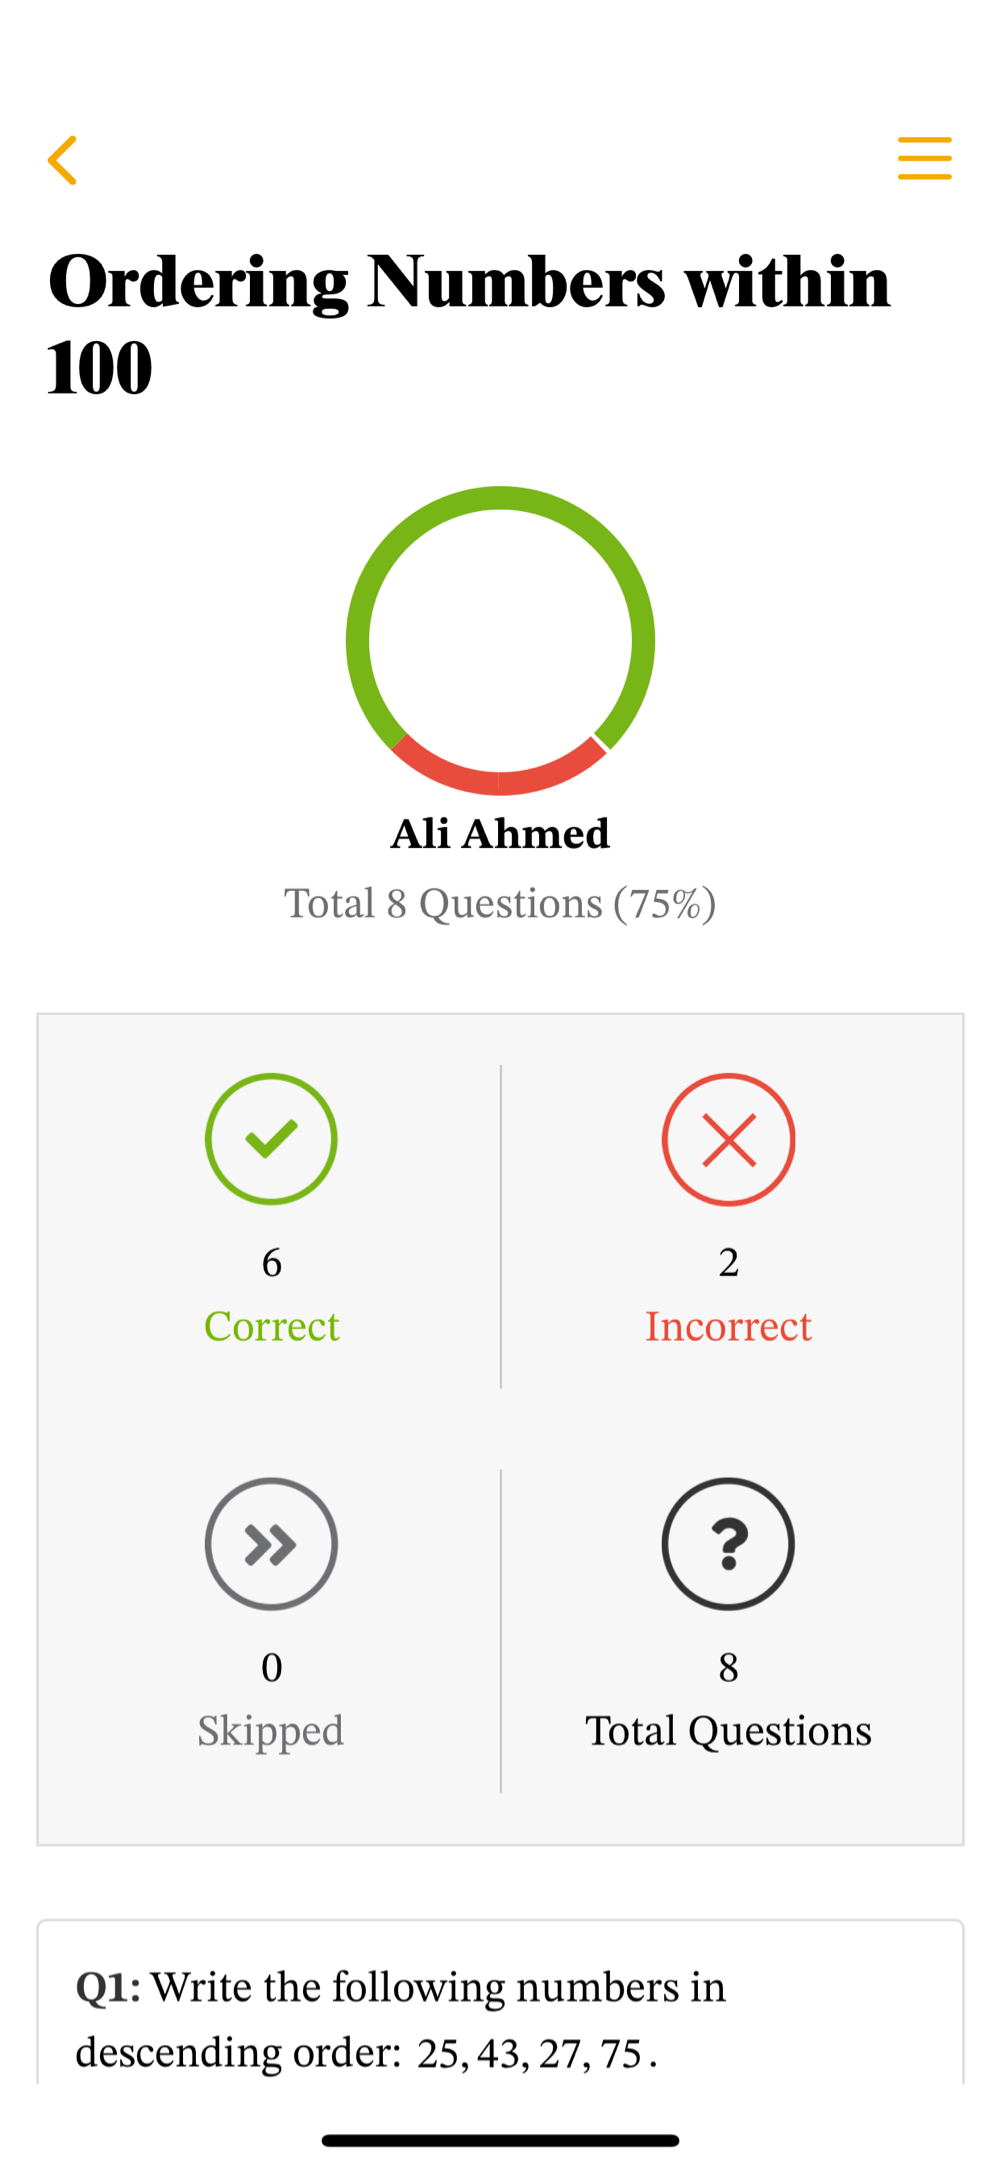 Ordering Numbers within
100
Ali Ahmed
Total 8 Questions (75%)
6
Correct
2
Incorrect
0
Skipped
8
Total Questions
Q1: Write the following numbers in
descending order: 25, 43, 27, 75.